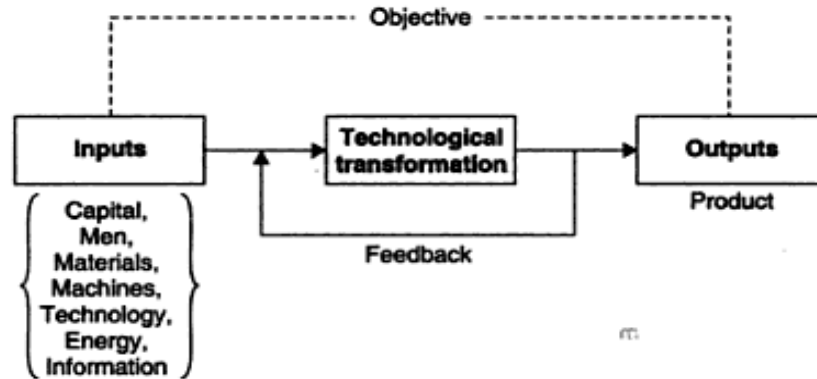 Objective
Inputs
Technological
transformation
Outputs
Product
Feedback
Capital,
Men,
Materials,
Machines,
Technology,
Energy,
Information